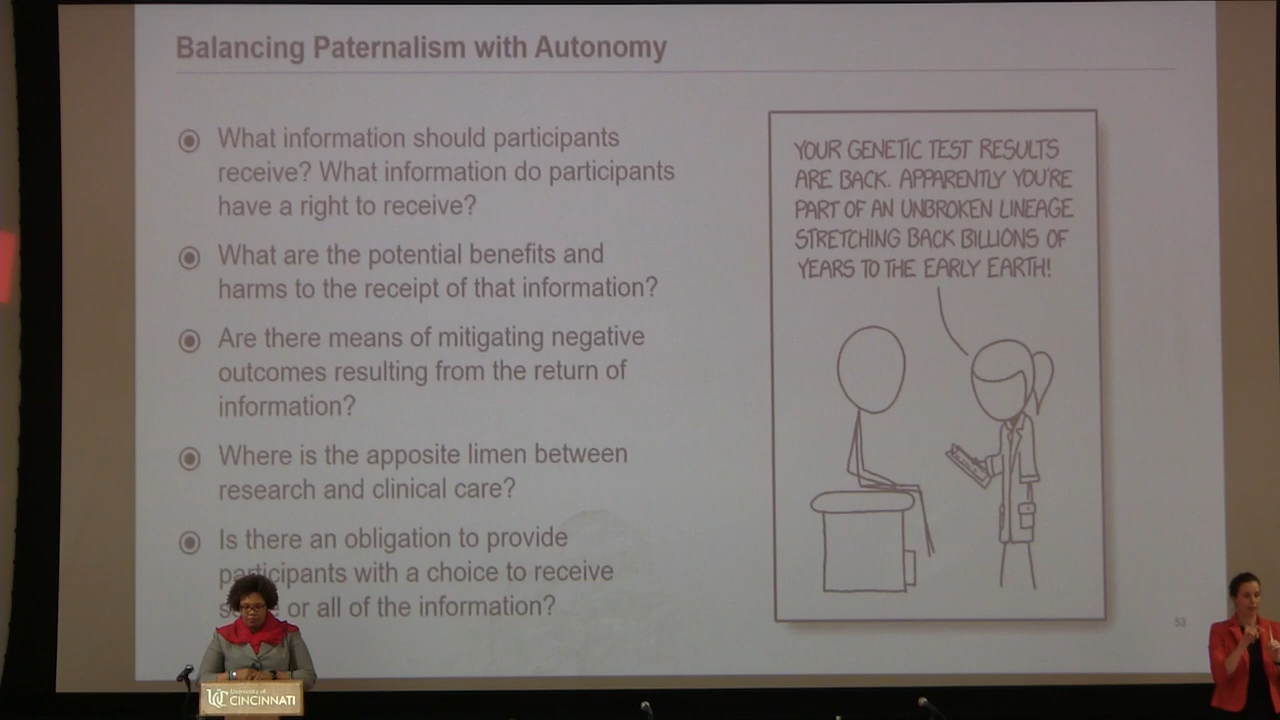 Balancing Paternalism with Autonomy
What information should participants
receive? What information do participants
have a right to receive?
What are the potential benefits and
harms to the receipt of that information?
Are there means of mitigating negative
outcomes resulting from the return of
information?
Where is the apposite limen between
research and clinical care?
Is there an obligation to provide
participants with a choice to receive
or all of the information?
YOUR GENETIC TEST RESULTS
ARE BACK. APPARENTLY YOU'RE
PART OF AN UNBROKEN LINEAGE
STRETCHING BACK BILLIONS OF
YEARS TO THE EARLY EARTH!
53
UC
University of
CINCINNATI